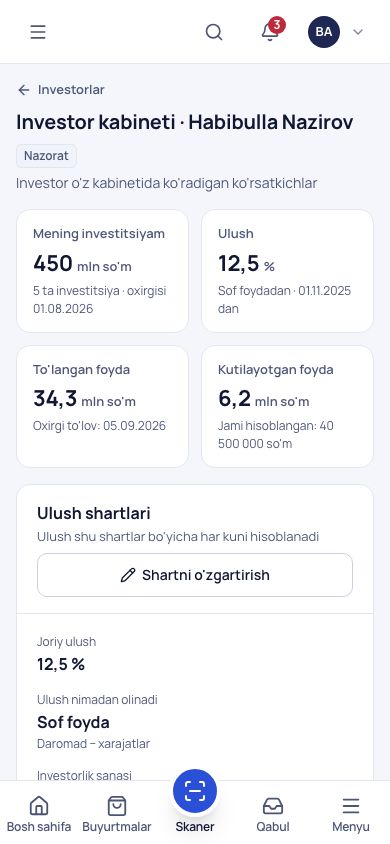 3
BA
Investorlar
Investor kabineti · Habibulla Nazirov
Nazorat
Investor o'z kabinetida ko'radigan ko'rsatkichlar
Mening investitsiyam
450 mln so'm
5 ta investitsiya · oxirgisi
01.08.2026
Ulush
12,5 %
Sof foydadan · 01.11.2025
dan
To'langan foyda
34,3 mln so'm
Oxirgi to'lov: 05.09.2026
Kutilayotgan foyda
6,2 mln so'm
Jami hisoblangan: 40
500 000 so'm
Ulush shartlari
Ulush shu shartlar bo'yicha har kuni hisoblanadi
Shartni o'zgartirish
Joriy ulush
12,5 %
Ulush nimadan olinadi
Sof foyda
Daromad − xarajatlar
Investorlik sanasi
Bosh sahifa
Buyurtmalar
Skaner
Qabul
Menyu